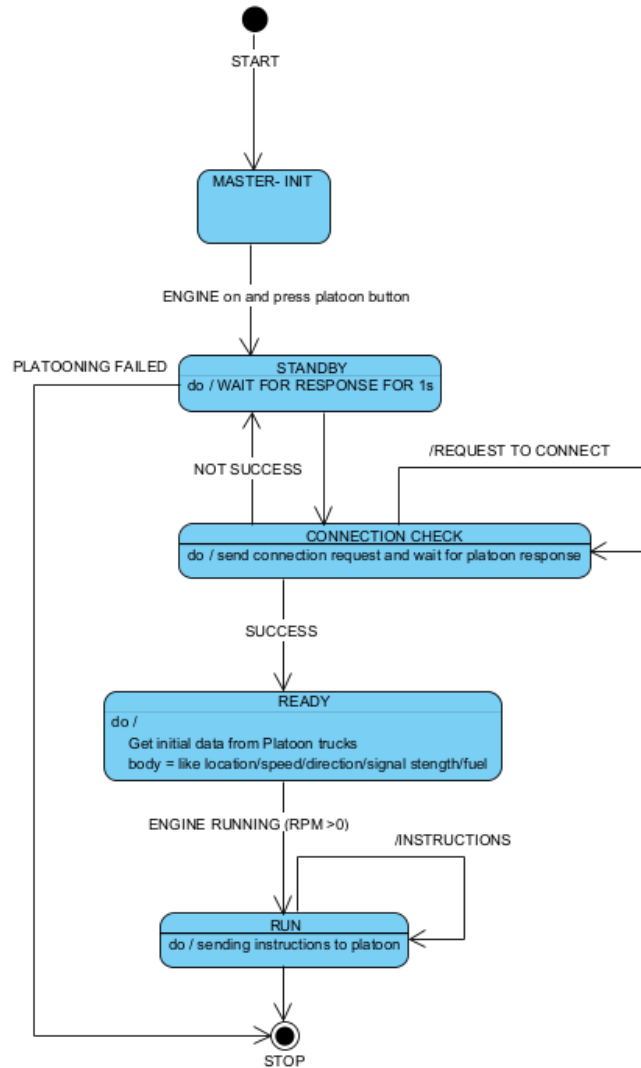 START
MASTER- INIT
ENGINE on and press platoon button
PLATOONING FAILED
STANDBY
do / WAIT FOR RESPONSE FOR 1s
NOT SUCCESS
/REQUEST TO CONNECT
CONNECTION CHECK
do / send connection request and wait for platoon response
SUCCESS
READY
do /
Get initial data from Platoon trucks
body = like location/speed/direction/signal stength/fuel
ENGINE RUNNING (RPM >0)
/INSTRUCTIONS
RUN
do / sending instructions to platoon
STOP